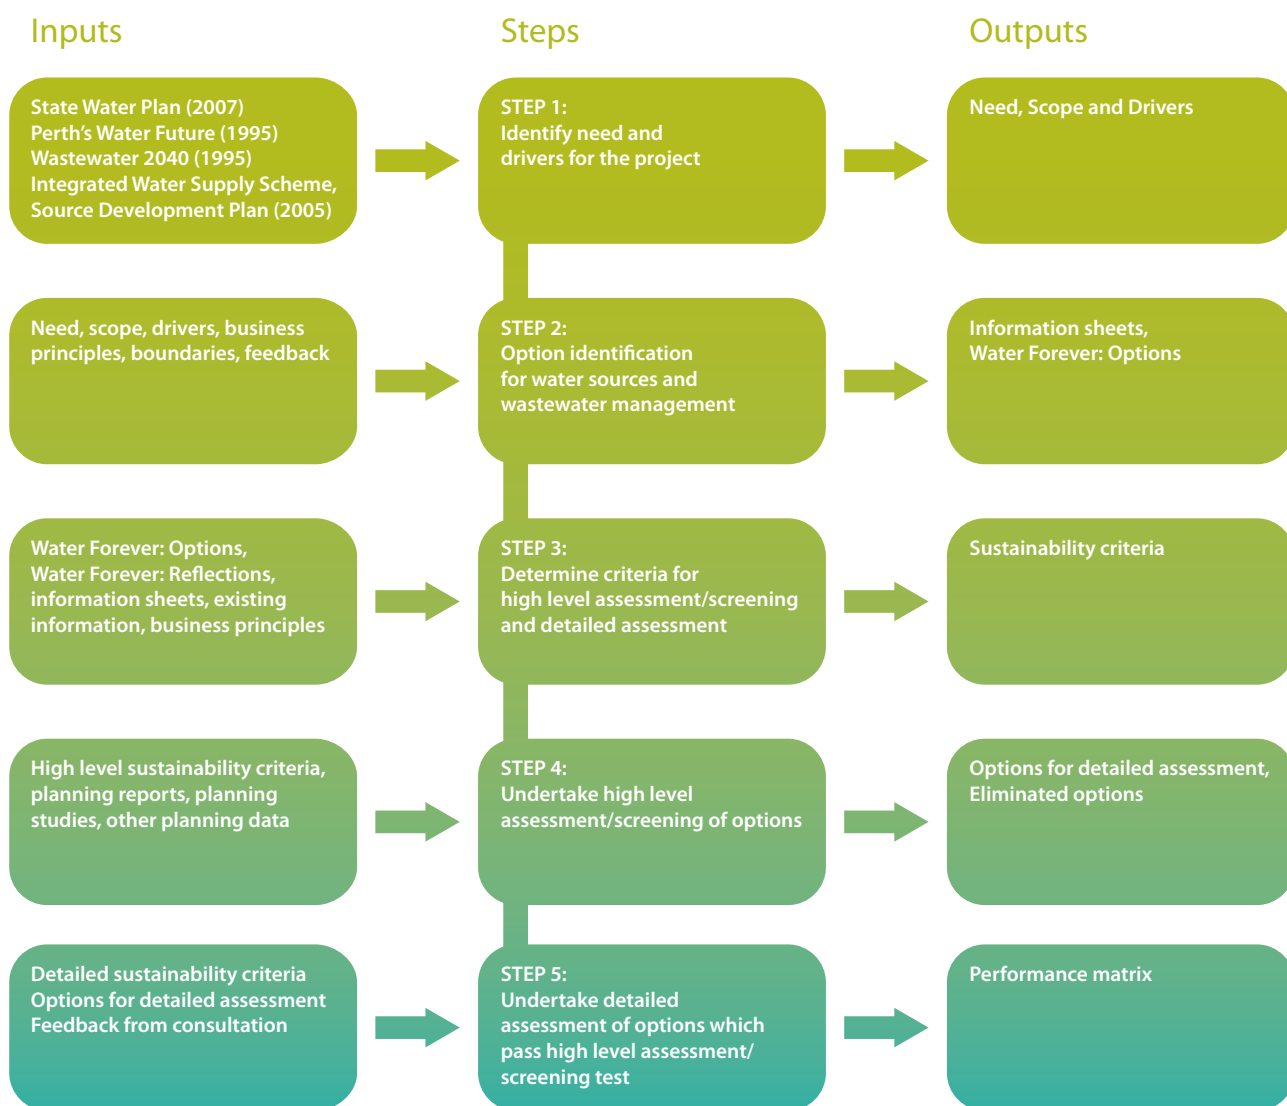 Inputs
Steps
Outputs
State Water Plan (2007)
Perth's Water Future (1995)
Wastewater 2040 (1995)
Integrated Water Supply Scheme,
Source Development Plan (2005)
STEP 1:
Identify need and
drivers for the project
Need, Scope and Drivers
Need, scope, drivers, business
principles, boundaries, feedback
STEP 2:
Option identification
for water sources and
wastewater management
Information sheets,
Water Forever: Options
Water Forever: Options,
Water Forever: Reflections,
information sheets, existing
information, business principles
STEP 3:
Determine criteria for
high level assessment/screening
and detailed assessment
Sustainability criteria
High level sustainability criteria,
planning reports, planning
studies, other planning data
STEP 4:
Undertake high level
assessment/screening of options
Options for detailed assessment,
Eliminated options
Detailed sustainability criteria
Options for detailed assessment
Feedback from consultation
STEP 5:
Undertake detailed
assessment of options which
pass high level assessment/
screening test
Performance matrix